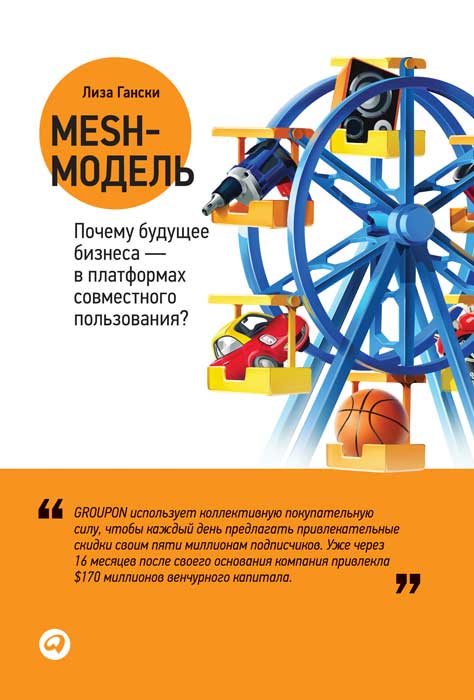 Лиза Гански
MESH-
МОДЕЛЬ
Почему будущее
бизнеса —
в платформах
совместного
пользования?
“ GROUPON использует коллективную покупательную
силу, чтобы каждый день предлагать привлекательные
скидки своим пяти миллионам подписчиков. Уже через
16 месяцев после своего основания компания привлекла
$170 миллионов венчурного капитала. ”